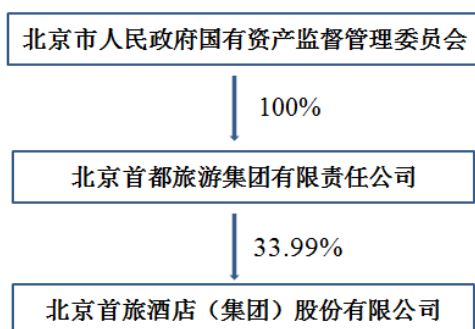 北京市人民政府国有资产监督管理委员会
100%
北京首都旅游集团有限责任公司
33.99%
北京首旅酒店（集团）股份有限公司